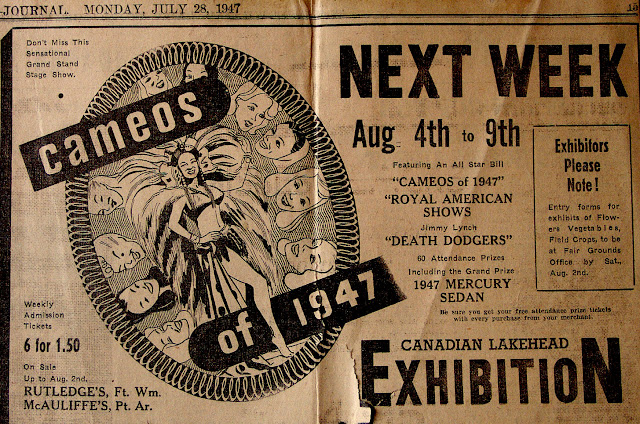 JOURNAL. MONDAY, JULY 28, 1947
Don't Miss This
Sensational
Grand Stand
Stage Show.
cameos
of 1947
Weekly
Admission
Tickets
6 for 1.50
On Sale
Up to Aug. 2nd.
RUTLEDGE'S, Ft. Wm.
McAULIFFE'S, Pt. Ar.
NEXT WEEK
Aug 4th to 9th
Featuring An All Star Bill
"CAMEOS of 1947"
"ROYAL AMERICAN
SHOWS
Jimmy Lynch
"DEATH DODGERS"
60 Attendance Prizes
Including the Grand Prize
1947 MERCURY
SEDAN
Be sure you get your free attendance prize tickets
with every purchase from your merchant.
Exhibitors
Please
Note!
Entry forms for
exhibits of Flow-
ers Vegetables,
Field Crops, to be
at Fair Grounds
Office by Sat.,
Aug. 2nd.
CANADIAN LAKEHEAD
EXHIBITION